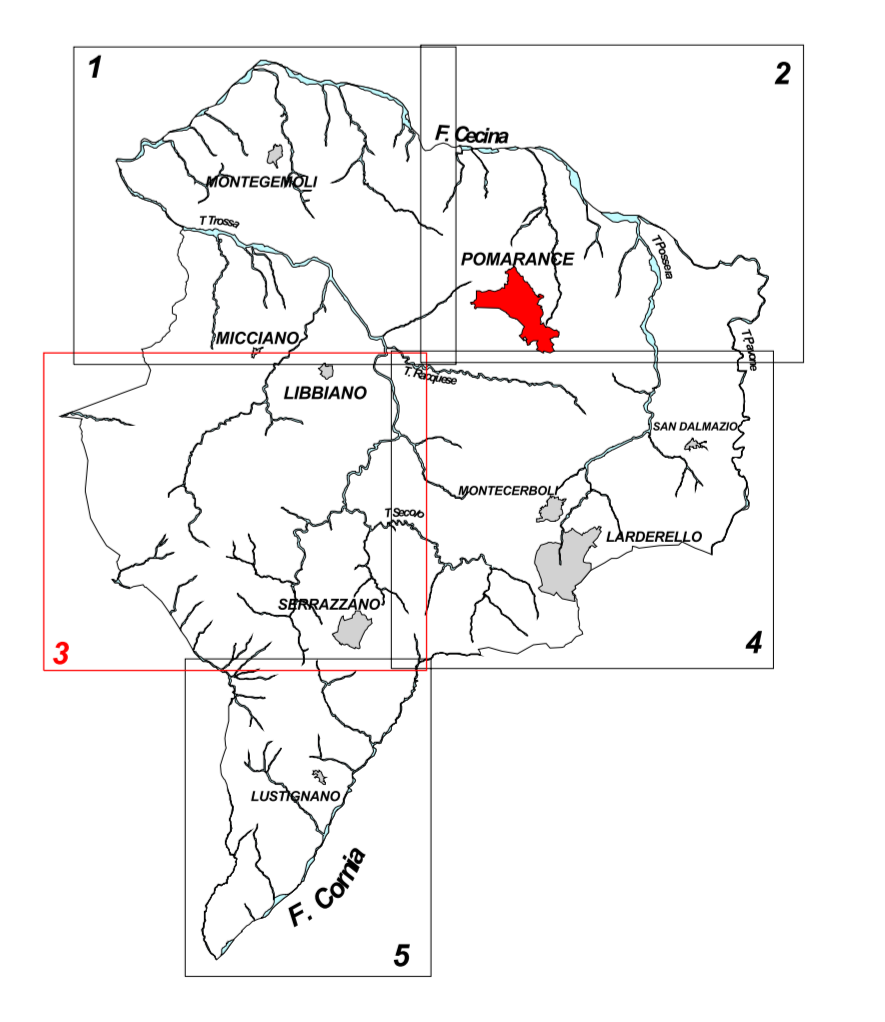 1
2
F. Cecina
MONTEGEMOLI
T Trossa
T Possera
POMARANCE
MICCIANO
T Pavone
T. Racquese
LIBBIANO
SAN DALMAZIO
MONTECERBOLI
T Secolo
LARDERELLO
SERRAZZANO
3
4
LUSTIGNANO
F. Cornia
5